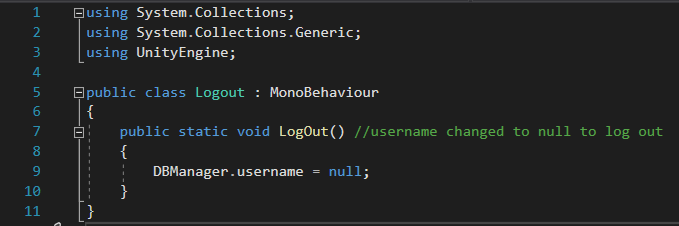 1 using System.Collections;
2 using System.Collections.Generic;
3 using UnityEngine;
4
5 public class Logout : MonoBehaviour
6 {
7 public static void LogOut() //username changed to null to log out
8 {
9 DBManager.username = null;
10 }
11 }